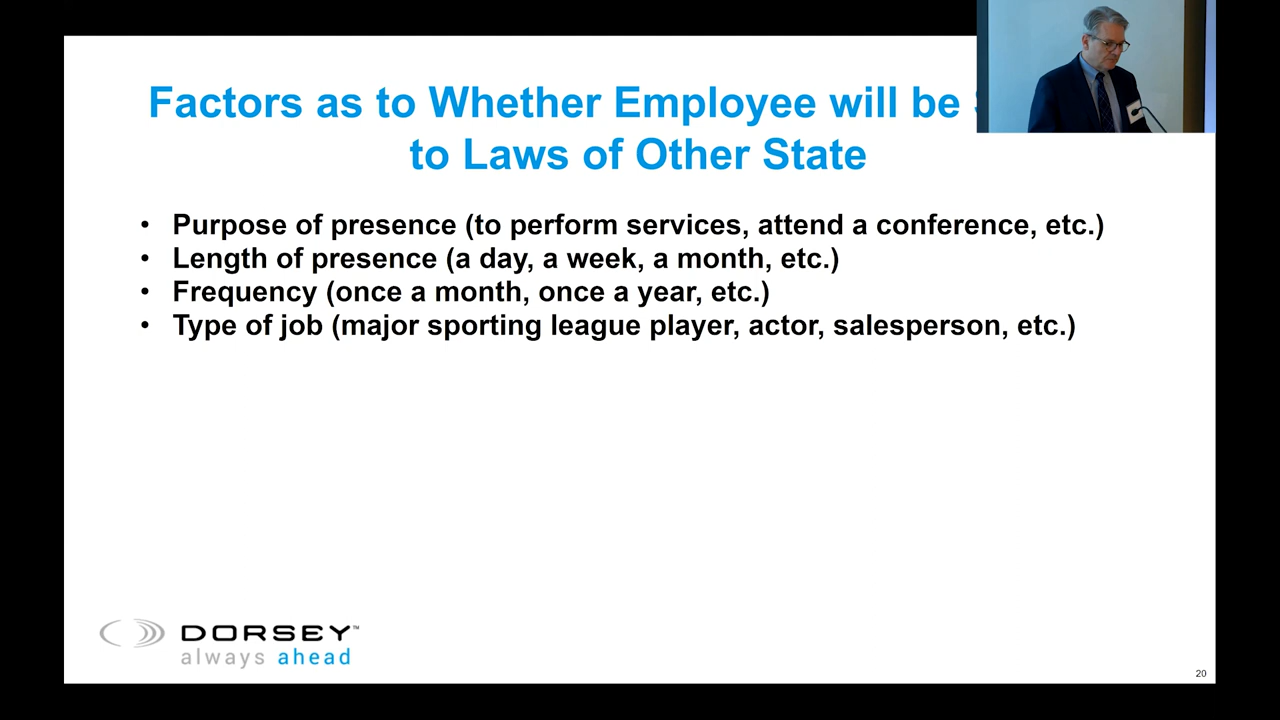 Factors as to Whether Employee will be
to Laws of Other State
• Purpose of presence (to perform services, attend a conference, etc.)
• Length of presence (a day, a week, a month, etc.)
• Frequency (once a month, once a year, etc.)
• Type of job (major sporting league player, actor, salesperson, etc.)
DORSEY™
always ahead
20